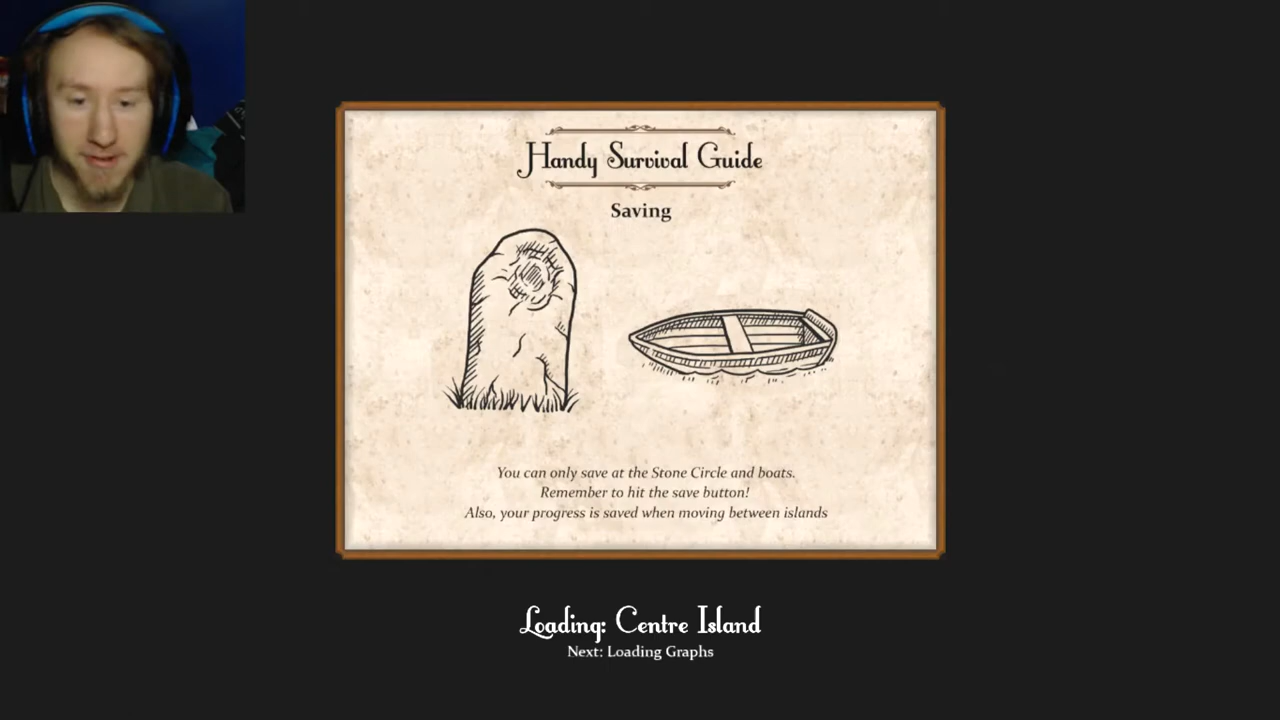 Handy Survival Guide
Saving
You can only save at the Stone Circle and boats.
Remember to hit the save button!
Also, your progress is saved when moving between islands
Loading: Centre Island
Next: Loading Graphs